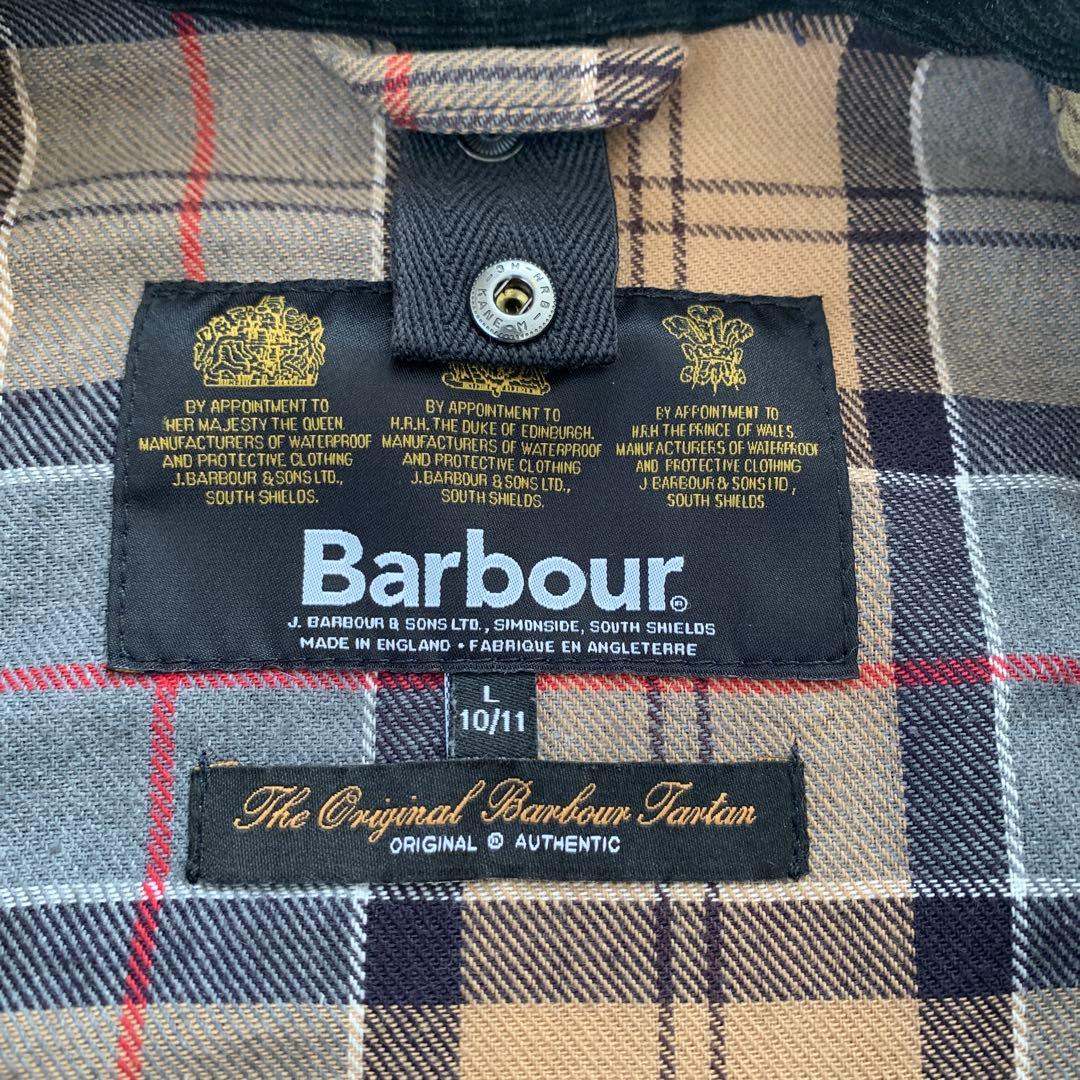 BY APPOINTMENT TO
HER MAJESTY THE QUEEN.
MANUFACTURERS OF WATERPROOF
AND PROTECTIVE CLOTHING
J.BARBOUR & SONS LTD.,
SOUTH SHIELDS.
BY APPOINTMENT TO
H.R.H. THE DUKE OF EDINBURGH.
MANUFACTURERS OF WATERPROOF
AND PROTECTIVE CLOTHING
J.BARBOUR & SONS LTD.,
SOUTH SHIELDS.
BY APPOINTMENT TO
H.R.H THE PRINCE OF WALES.
MANUFACTURERS OF WATERPROOF
AND PROTECTIVE CLOTHING
J.BARBOUR & SONS LTD,
SOUTH SHIELDS.
Barbour®
J. BARBOUR & SONS LTD., SIMONSIDE, SOUTH SHIELDS
MADE IN ENGLAND • FABRIQUE EN ANGLETERRE
L
10/11
The Original Barbour Tartan
ORIGINAL ® AUTHENTIC